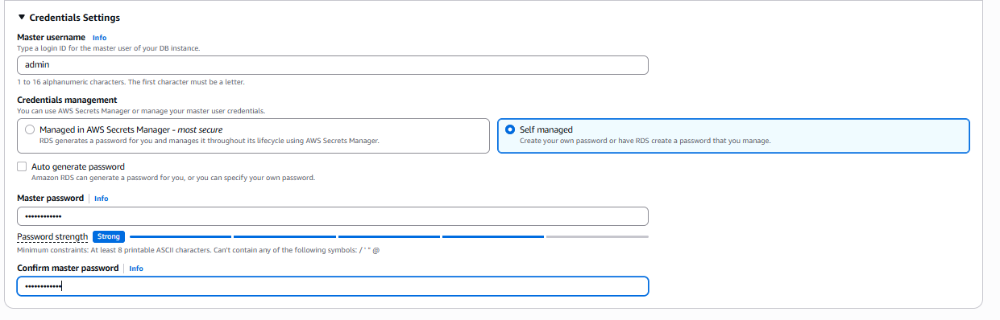 Credentials Settings
Master username Info
Type a login ID for the master user of your DB instance.
admin
1 to 16 alphanumeric characters. The first character must be a letter.
Credentials management
You can use AWS Secrets Manager or manage your master user credentials.
Managed in AWS Secrets Manager - most secure
RDS generates a password for you and manages it throughout its lifecycle using AWS Secrets Manager.
Self managed
Create your own password or have RDS create a password that you manage.
Auto generate password
Amazon RDS can generate a password for you, or you can specify your own password.
Master password Info
••••••••••••
Password strength Strong
Minimum constraints: At least 8 printable ASCII characters. Can't contain any of the following symbols: / ' " @
Confirm master password Info
••••••••••••